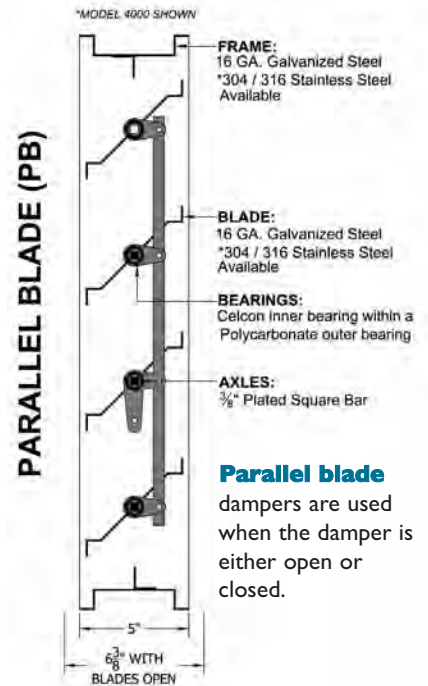 *MODEL 4000 SHOWN
PARALLEL BLADE (PB)
FRAME:
16 GA. Galvanized Steel
*304 / 316 Stainless Steel
Available
BLADE:
16 GA. Galvanized Steel
*304 / 316 Stainless Steel
Available
BEARINGS:
Celcon inner bearing within a
Polycarbonate outer bearing
AXLES:
3/8" Plated Square Bar
Parallel blade
dampers are used
when the damper is
either open or
closed.
5"
6 3/8" WITH
BLADES OPEN